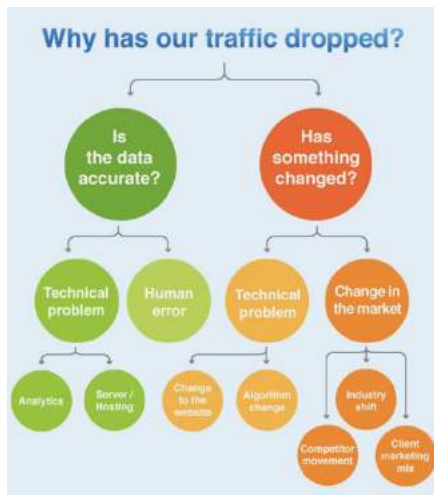 Why has our traffic dropped?
Is
the data
accurate?
Has
something
changed?
Technical
problem
Human
error
Technical
problem
Change in
the market
Analytics
Server /
Hosting
Change
to the
website
Algorithm
change
Industry
shift
Competitor
movement
Client
marketing
mix